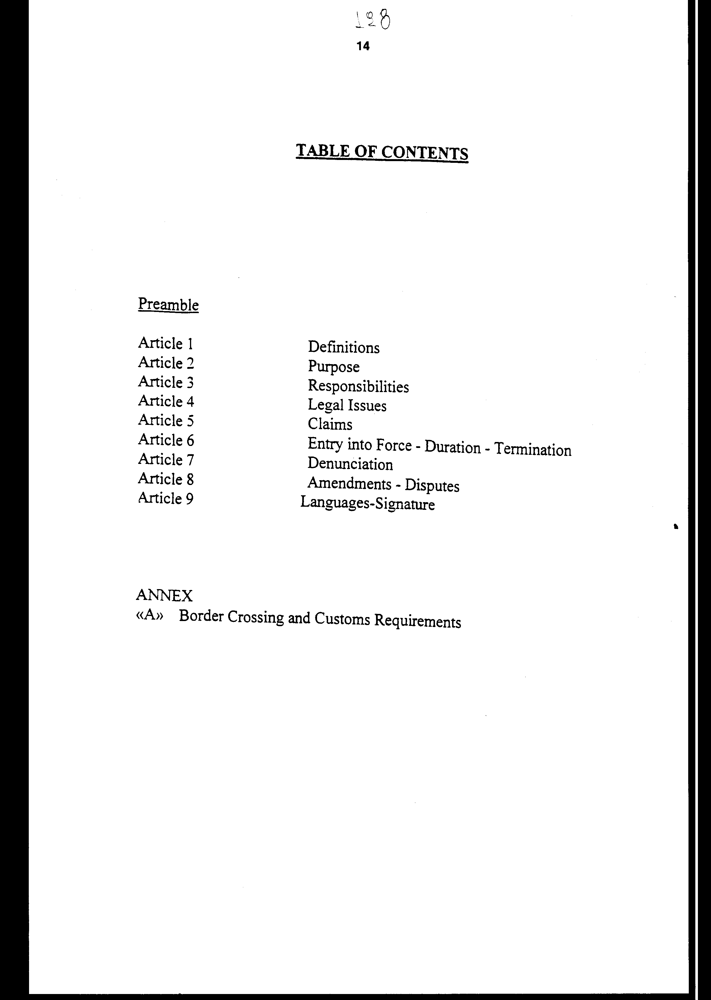 128
14
TABLE OF CONTENTS
Preamble
Article 1 Definitions
Article 2 Purpose
Article 3 Responsibilities
Article 4 Legal Issues
Article 5 Claims
Article 6 Entry into Force - Duration - Termination
Article 7 Denunciation
Article 8 Amendments - Disputes
Article 9 Languages-Signature
ANNEX
«A» Border Crossing and Customs Requirements